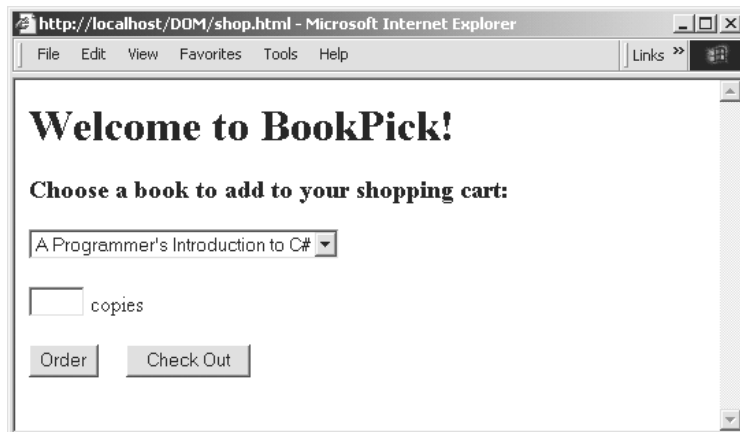 http://localhost/DOM/shop.html - Microsoft Internet Explorer
File Edit View Favorites Tools Help Links »
Welcome to BookPick!
Choose a book to add to your shopping cart:
A Programmer's Introduction to C#
copies
Order Check Out